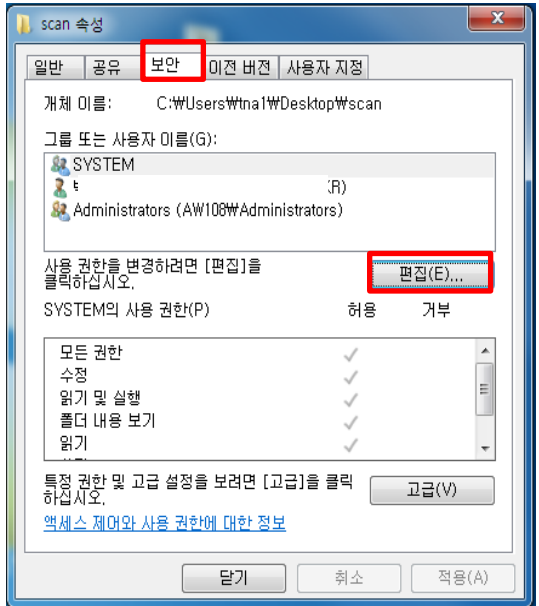 scan 속성
일반 공유 보안 이전 버전 사용자 지정
개체 이름: C:₩Users₩tna1₩Desktop₩scan
그룹 또는 사용자 이름(G):
SYSTEM
Administrators (AW108₩Administrators)
사용 권한을 변경하려면 [편집]을
클릭하십시오.
편집(E)...
SYSTEM의 사용 권한(P) 허용 거부
모든 권한
수정
읽기 및 실행
폴더 내용 보기
읽기
특정 권한 및 고급 설정을 보려면 [고급]을 클릭
하십시오.
고급(V)
액세스 제어와 사용 권한에 대한 정보
닫기 취소 적용(A)